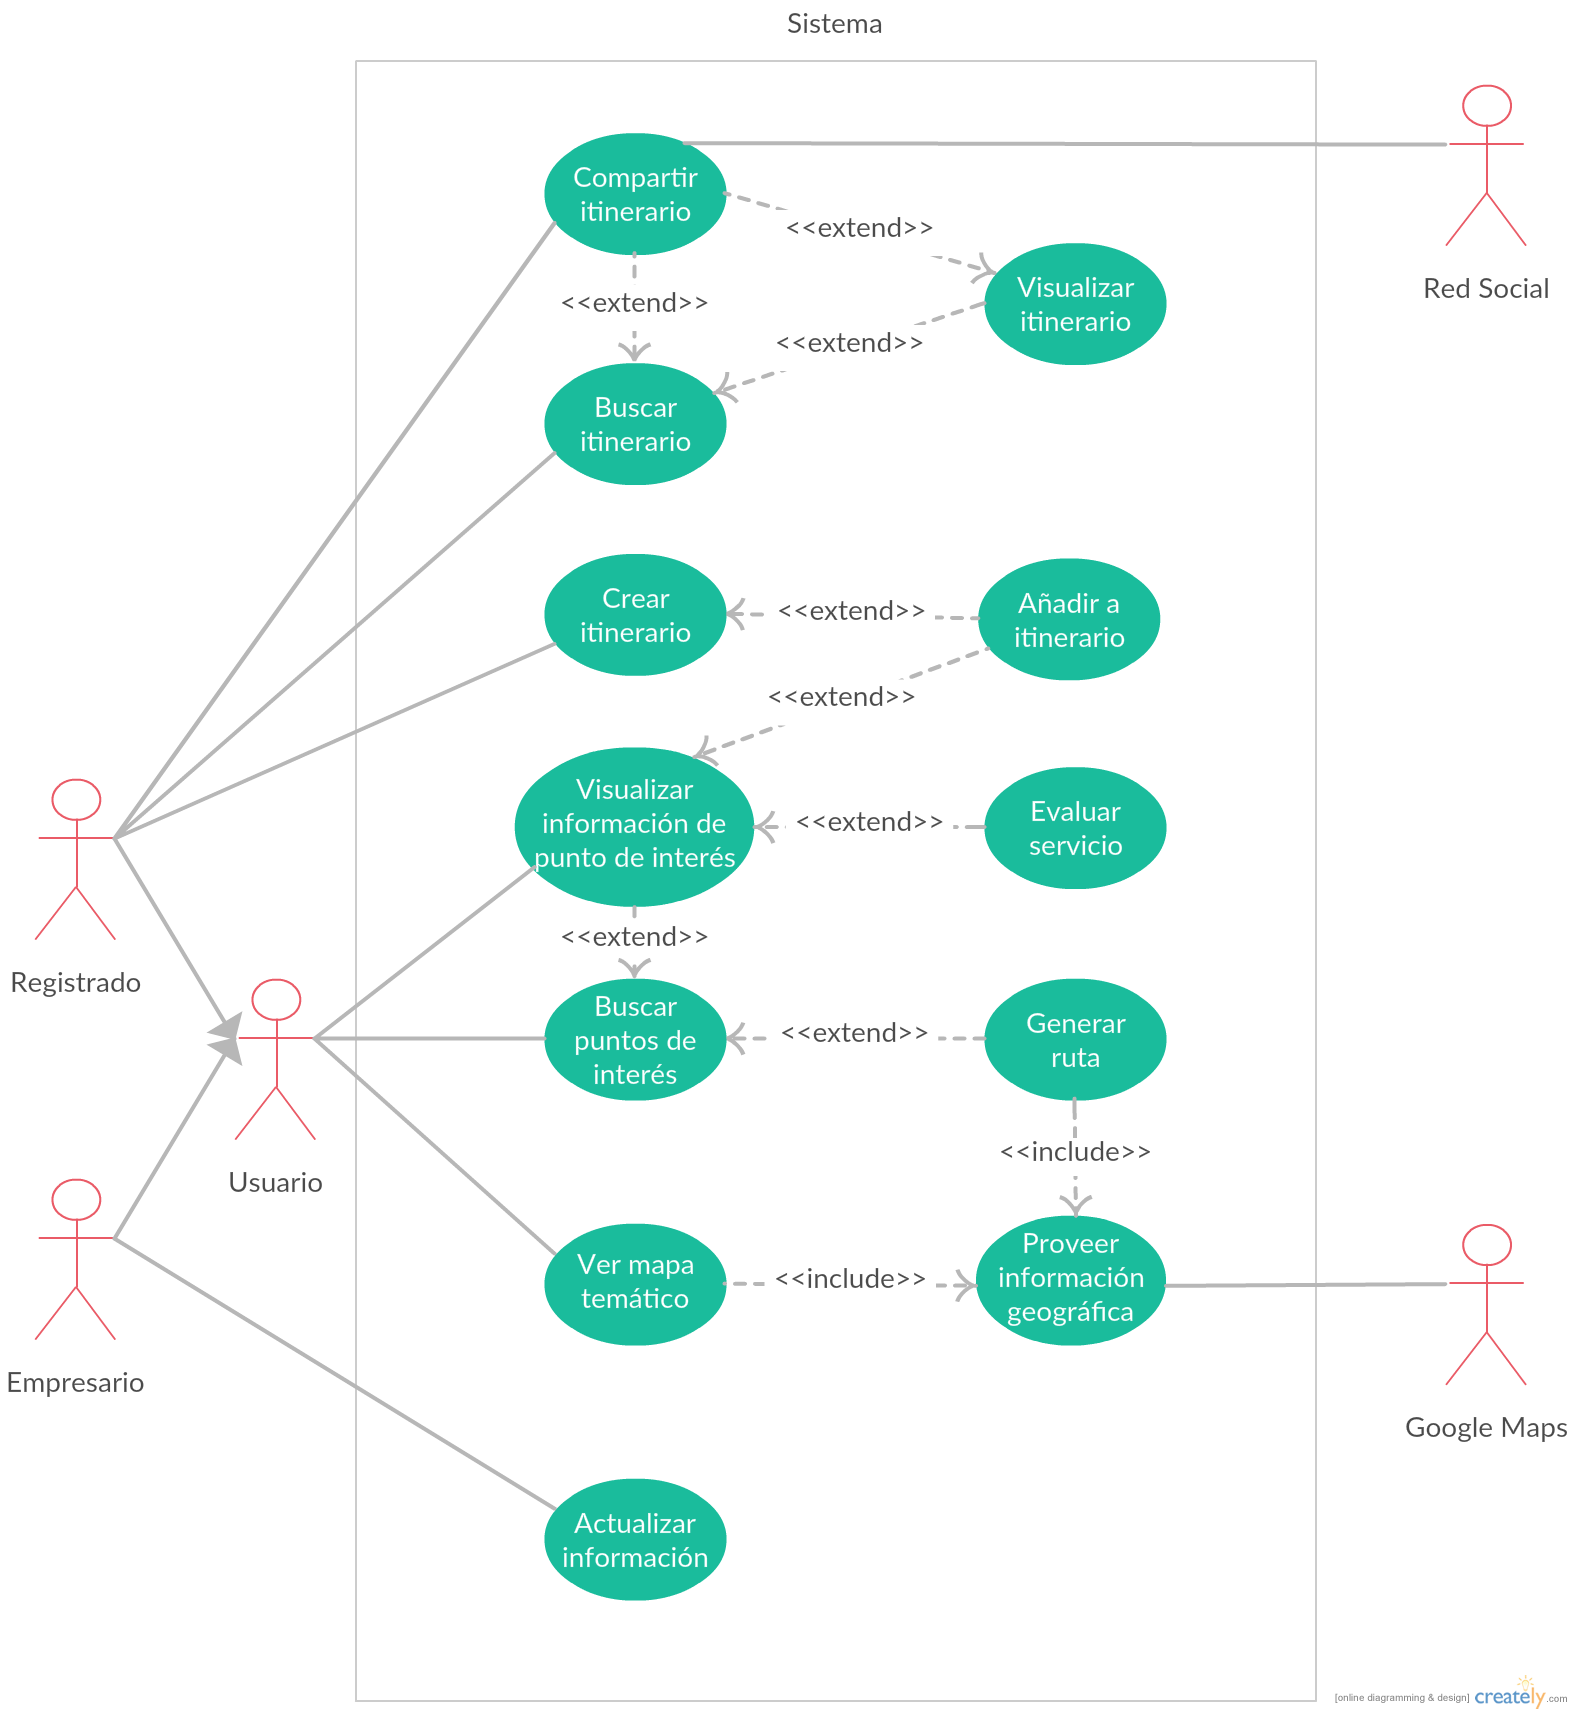 Sistema
Compartir
itinerario
<<extend>>
<<extend>>
Visualizar
itinerario
Red Social
<<extend>>
Buscar
itinerario
Crear
itinerario
<<extend>>
Añadir a
itinerario
<<extend>>
Visualizar
información de
punto de interés
<<extend>>
Evaluar
servicio
<<extend>>
Registrado
Buscar
puntos de
interés
<<extend>>
Generar
ruta
<<include>>
Usuario
Ver mapa
temático
<<include>>
Proveer
información
geográfica
Empresario
Google Maps
Actualizar
información
[online diagramming & design] creately.com